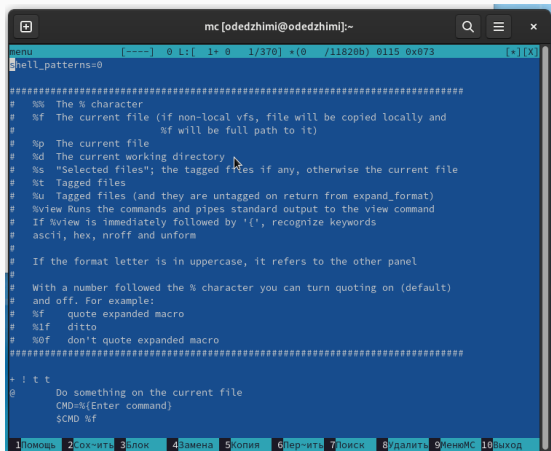 mc [odedzhimi@odedzhimi]:~
menu [----] 0 L:[ 1+ 0 1/370] *(0 /11820b) 0115 0x073 [*][X]
shell_patterns=0
################################################################################
# %% The % character
# %f The current file (if non-local vfs, file will be copied locally and
# %f will be full path to it)
# %p The current file
# %d The current working directory
# %s "Selected files"; the tagged files if any, otherwise the current file
# %t Tagged files
# %u Tagged files (and they are untagged on return from expand_format)
# %view Runs the commands and pipes standard output to the view command
# If %view is immediately followed by '{', recognize keywords
# ascii, hex, nroff and unform
#
# If the format letter is in uppercase, it refers to the other panel
#
# With a number followed the % character you can turn quoting on (default)
# and off. For example:
# %f quote expanded macro
# %1f ditto
# %0f don't quote expanded macro
################################################################################
+ ! t t
@ Do something on the current file
CMD=%{Enter command}
$CMD %f
1Помощь 2Сох~ить 3Блок 4Замена 5Копия 6Пер~ить 7Поиск 8Удалить 9МенюMC 10Выход